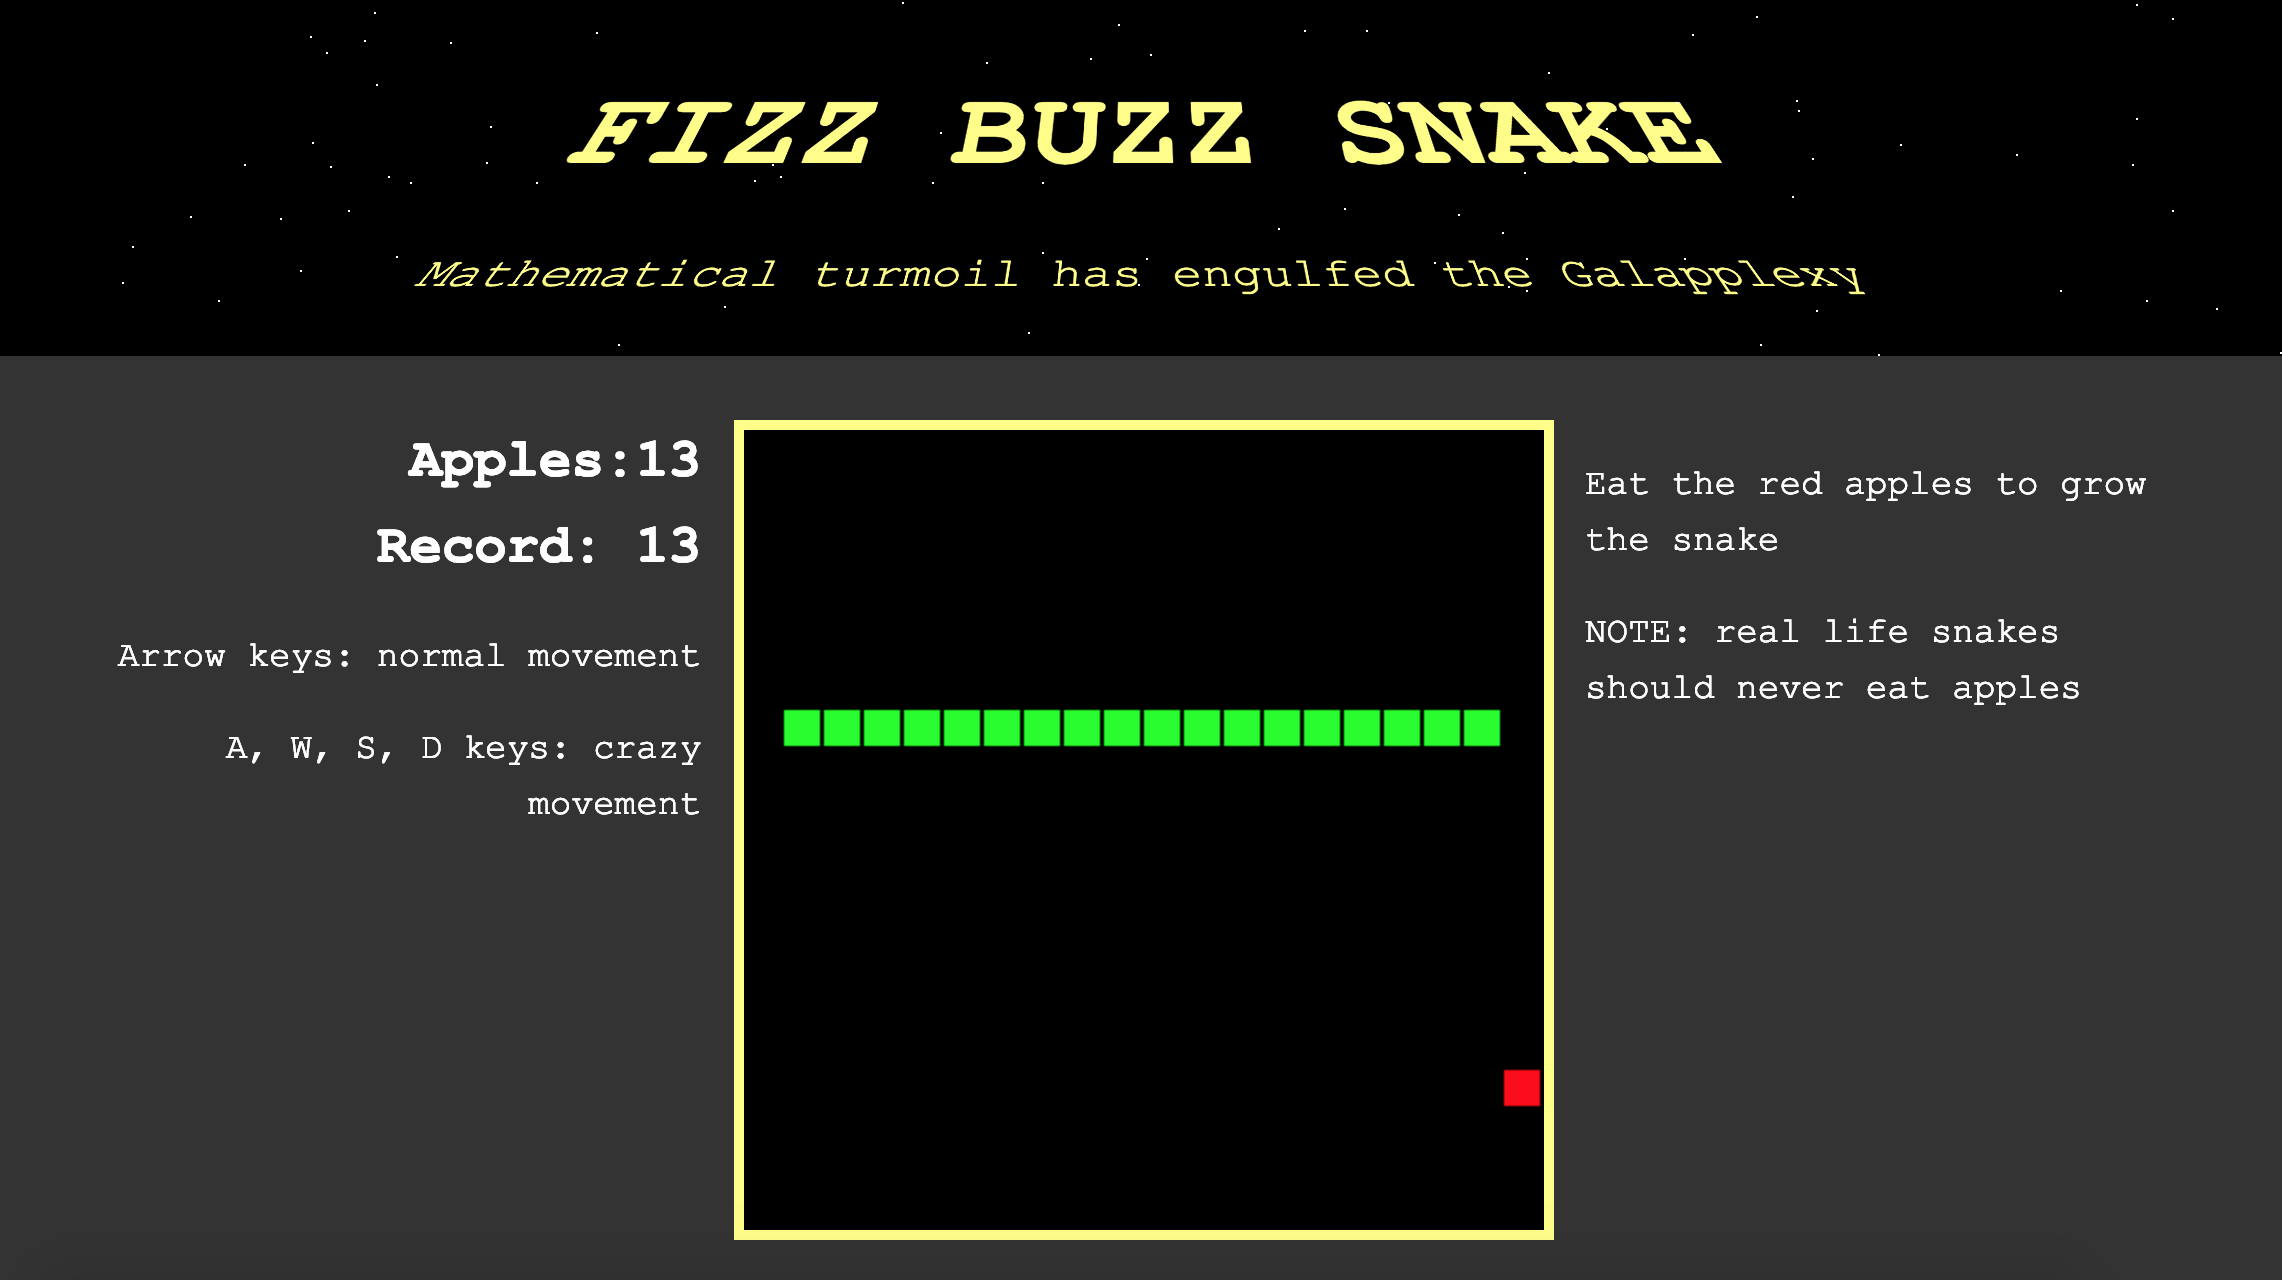 FIZZ BUZZ SNAKE
Mathematical turmoil has engulfed the Galapplexy
Apples:13
Record: 13
Arrow keys: normal movement
A, W, S, D keys: crazy
movement
Eat the red apples to grow
the snake
NOTE: real life snakes
should never eat apples